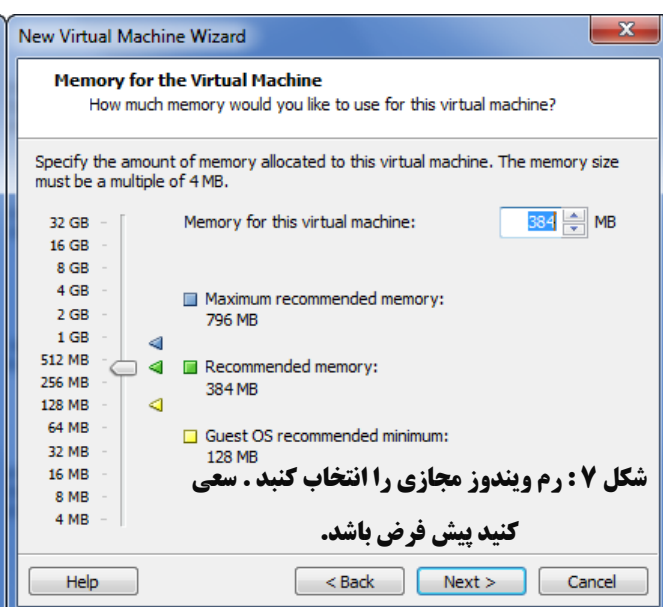 New Virtual Machine Wizard
Memory for the Virtual Machine
How much memory would you like to use for this virtual machine?
Specify the amount of memory allocated to this virtual machine. The memory size
must be a multiple of 4 MB.
Memory for this virtual machine:
384 MB
32 GB
16 GB
8 GB
4 GB
2 GB
1 GB
512 MB
256 MB
128 MB
64 MB
32 MB
16 MB
8 MB
4 MB
Maximum recommended memory:
796 MB
Recommended memory:
384 MB
Guest OS recommended minimum:
128 MB
شکل ۷ : رم ویندوز مجازی را انتخاب کنبد . سعی
کنید پیش فرض باشد.
Help
< Back
Next >
Cancel